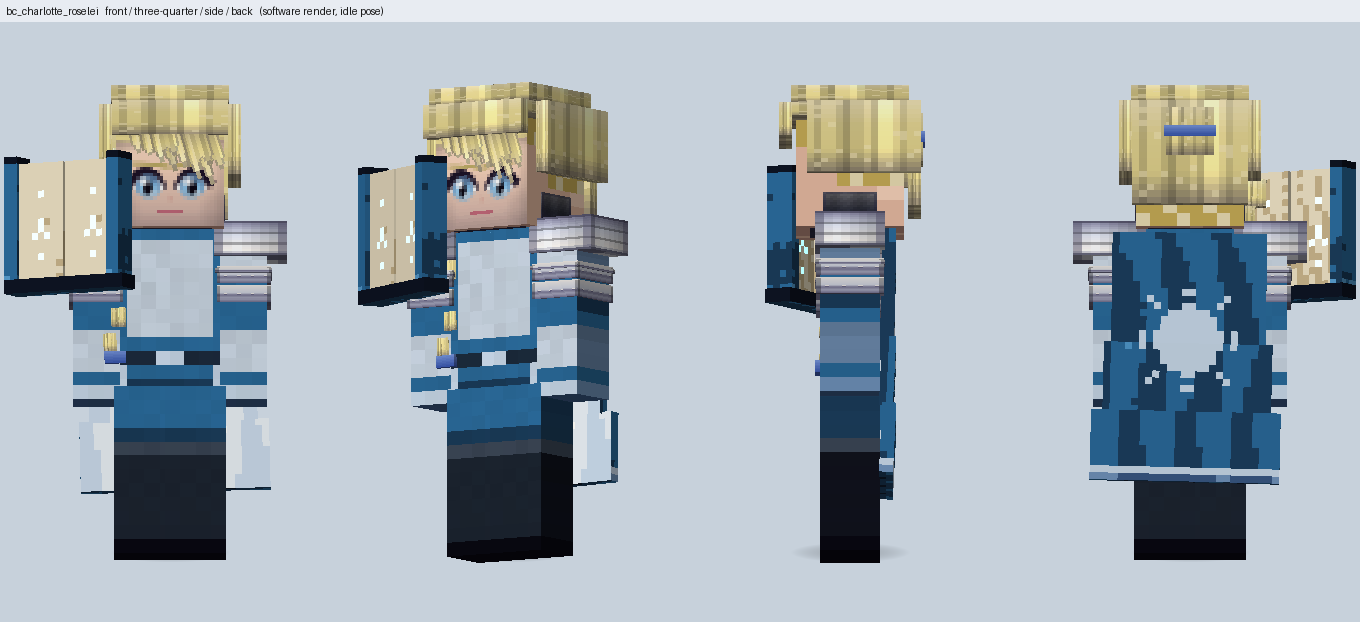 bc_charlotte_roselei front / three-quarter / side / back (software render, idle pose)